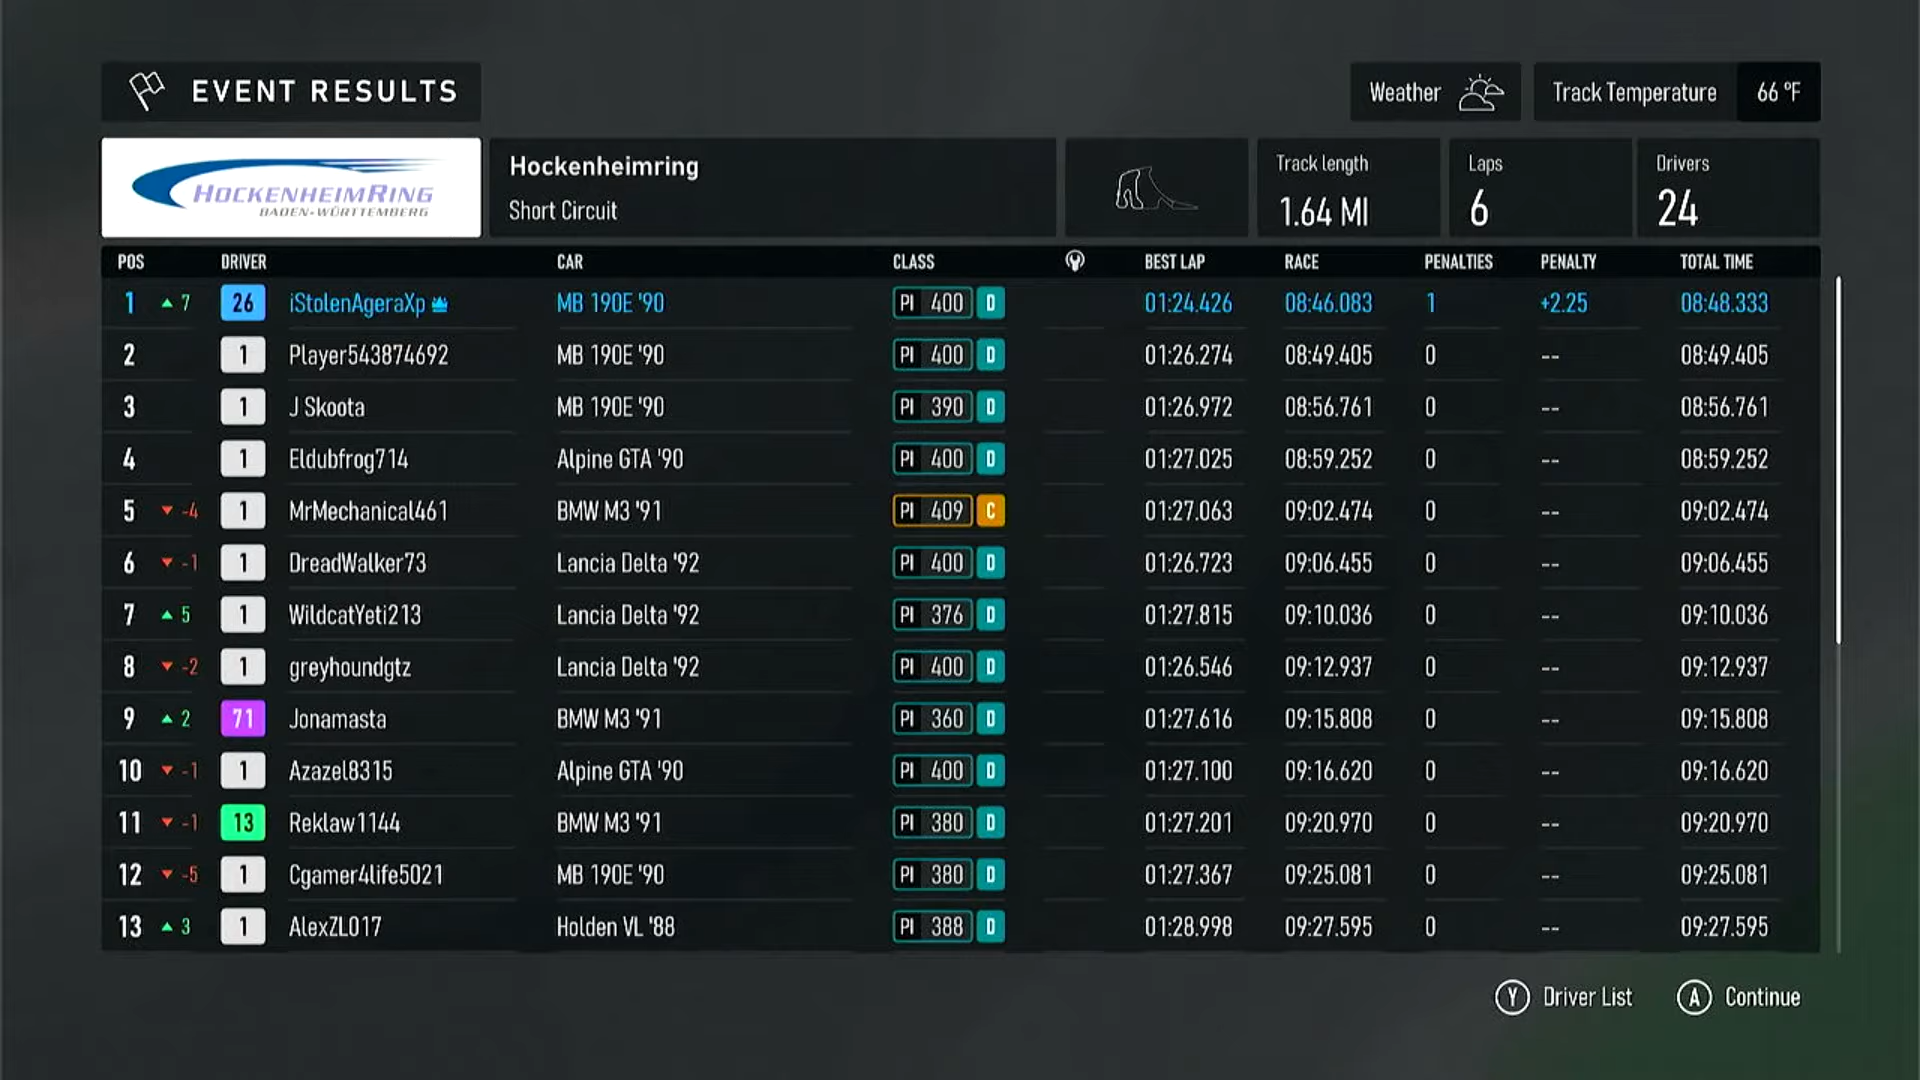 EVENT RESULTS
Weather
Track Temperature 66 °F
HOCKENHEIMRING
BADEN-WÜRTTEMBERG
Hockenheimring
Short Circuit
Track length
1.64 MI
Laps
6
Drivers
24
POS DRIVER CAR CLASS BEST LAP RACE PENALTIES PENALTY TOTAL TIME
1 ▲ 7 26 iStolenAgeraXp MB 190E '90 PI 400 D 01:24.426 08:46.083 1 +2.25 08:48.333
2 1 Player543874692 MB 190E '90 PI 400 D 01:26.274 08:49.405 0 -- 08:49.405
3 1 J Skoota MB 190E '90 PI 390 D 01:26.972 08:56.761 0 -- 08:56.761
4 1 Eldubfrog714 Alpine GTA '90 PI 400 D 01:27.025 08:59.252 0 -- 08:59.252
5 ▼ -4 1 MrMechanical461 BMW M3 '91 PI 409 C 01:27.063 09:02.474 0 -- 09:02.474
6 ▼ -1 1 DreadWalker73 Lancia Delta '92 PI 400 D 01:26.723 09:06.455 0 -- 09:06.455
7 ▲ 5 1 WildcatYeti213 Lancia Delta '92 PI 376 D 01:27.815 09:10.036 0 -- 09:10.036
8 ▼ -2 1 greyhoundgtz Lancia Delta '92 PI 400 D 01:26.546 09:12.937 0 -- 09:12.937
9 ▲ 2 71 Jonamasta BMW M3 '91 PI 360 D 01:27.616 09:15.808 0 -- 09:15.808
10 ▼ -1 1 Azazel8315 Alpine GTA '90 PI 400 D 01:27.100 09:16.620 0 -- 09:16.620
11 ▼ -1 13 Reklaw1144 BMW M3 '91 PI 380 D 01:27.201 09:20.970 0 -- 09:20.970
12 ▼ -5 1 Cgamer4life5021 MB 190E '90 PI 380 D 01:27.367 09:25.081 0 -- 09:25.081
13 ▲ 3 1 AlexZL017 Holden VL '88 PI 388 D 01:28.998 09:27.595 0 -- 09:27.595
Y Driver List A Continue